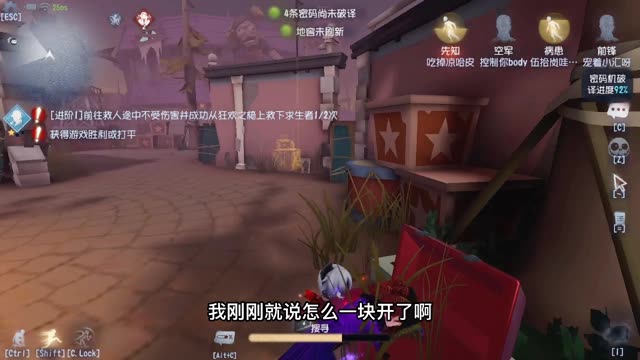 25ms
[ESC]
4条密码尚未破译
地窖未刷新
先知
空军
病患
前锋
吃掉凉哈皮
控制你body
伍拾岗哇…
宠着小汇呀
密码机破
译进度92%
[进阶1]前往救人途中不受伤害并成功从狂欢之椅上救下求生者1/2次
获得游戏胜利或打平
[C]
[Z]
我刚刚就说怎么一块开了啊
搜寻
[Ctrl]
[Shift]
[C.Lock]
[Alt+C]
[I]